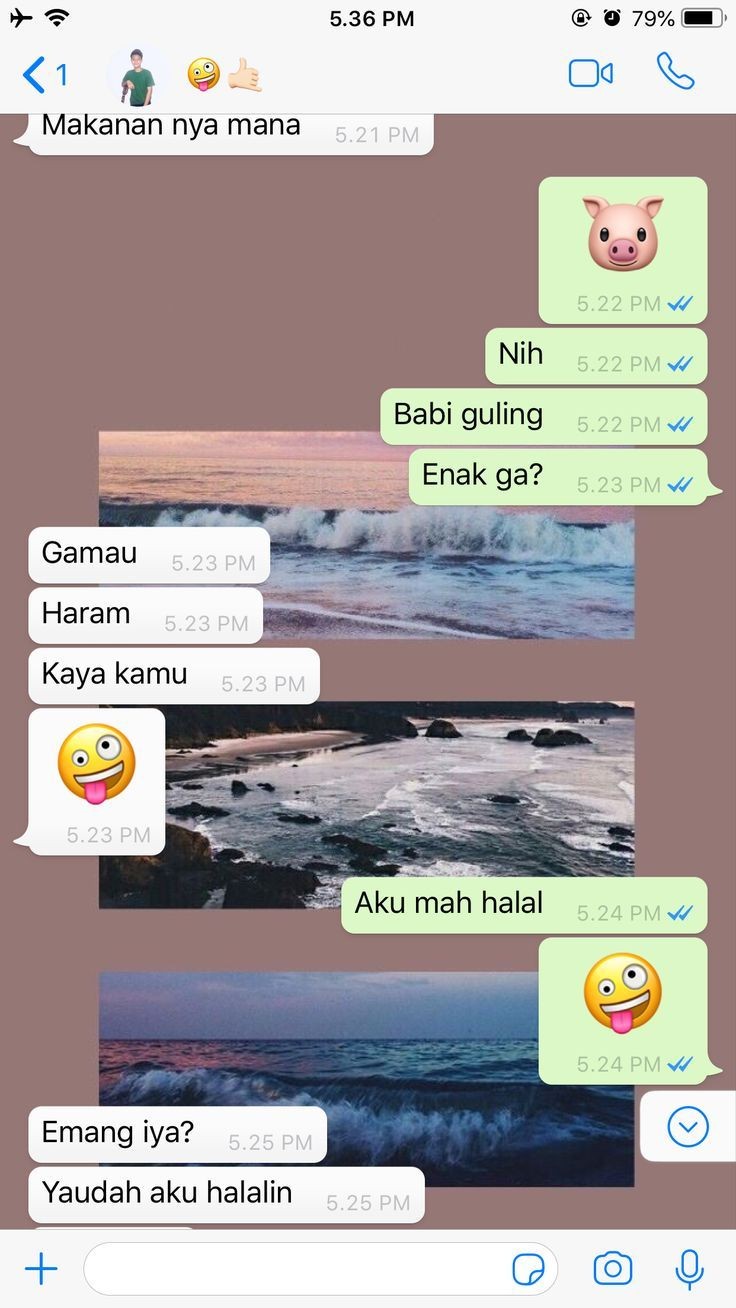 5.36 PM
79%
1
🤪🤙🏻
Makanan nya mana 5.21 PM
🐷
5.22 PM
Nih 5.22 PM
Babi guling 5.22 PM
Enak ga? 5.23 PM
Gamau 5.23 PM
Haram 5.23 PM
Kaya kamu 5.23 PM
🤪
5.23 PM
Aku mah halal 5.24 PM
🤪
5.24 PM
Emang iya? 5.25 PM
Yaudah aku halalin 5.25 PM